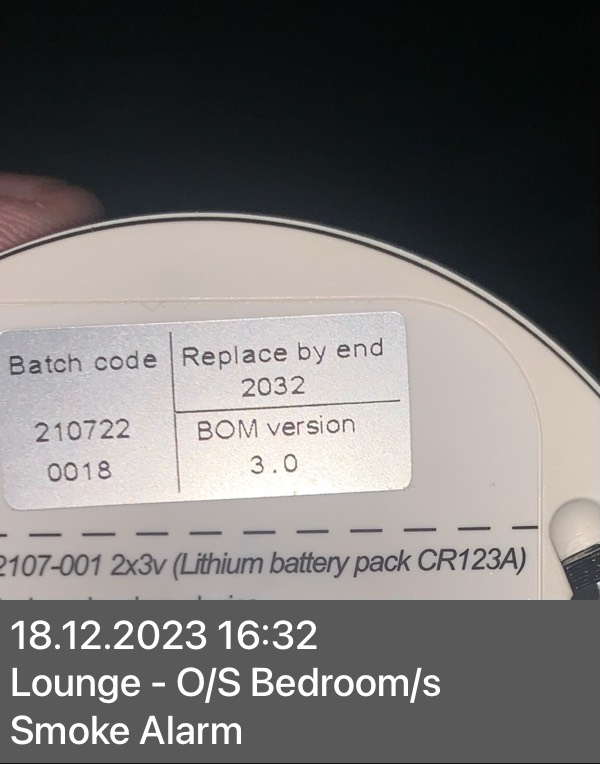 Batch code
210722
0018
Replace by end
2032
BOM version
3.0
2107-001 2x3v (Lithium battery pack CR123A)
18.12.2023 16:32
Lounge - O/S Bedroom/s
Smoke Alarm